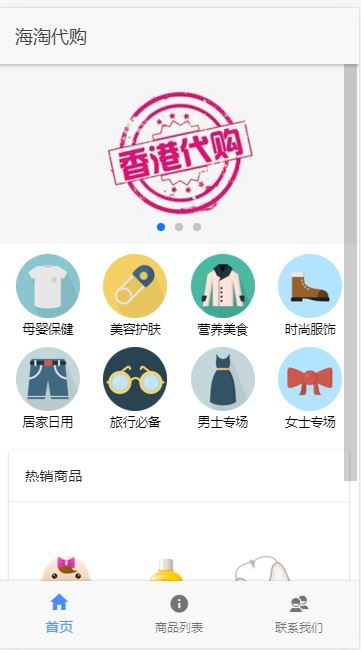 海淘代购
香港代购
母婴保健 美容护肤 营养美食 时尚服饰
居家日用 旅行必备 男士专场 女士专场
热销商品
首页 商品列表 联系我们